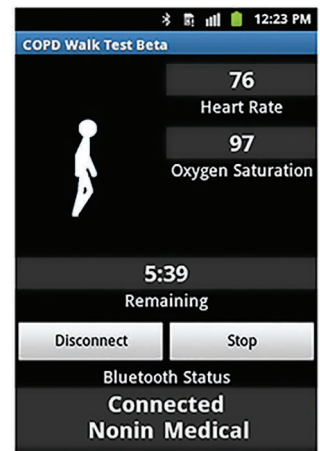 12:23 PM
COPD Walk Test Beta
76
Heart Rate
97
Oxygen Saturation
5:39
Remaining
Disconnect Stop
Bluetooth Status
Connected
Nonin Medical